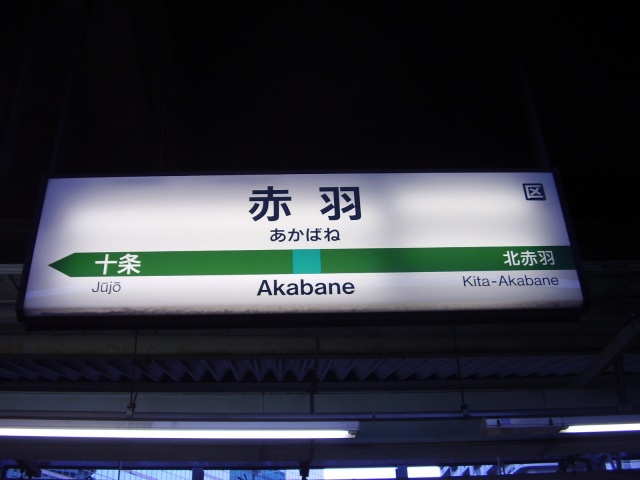 赤羽
区
あかばね
十条
北赤羽
Jūjō
Akabane
Kita-Akabane